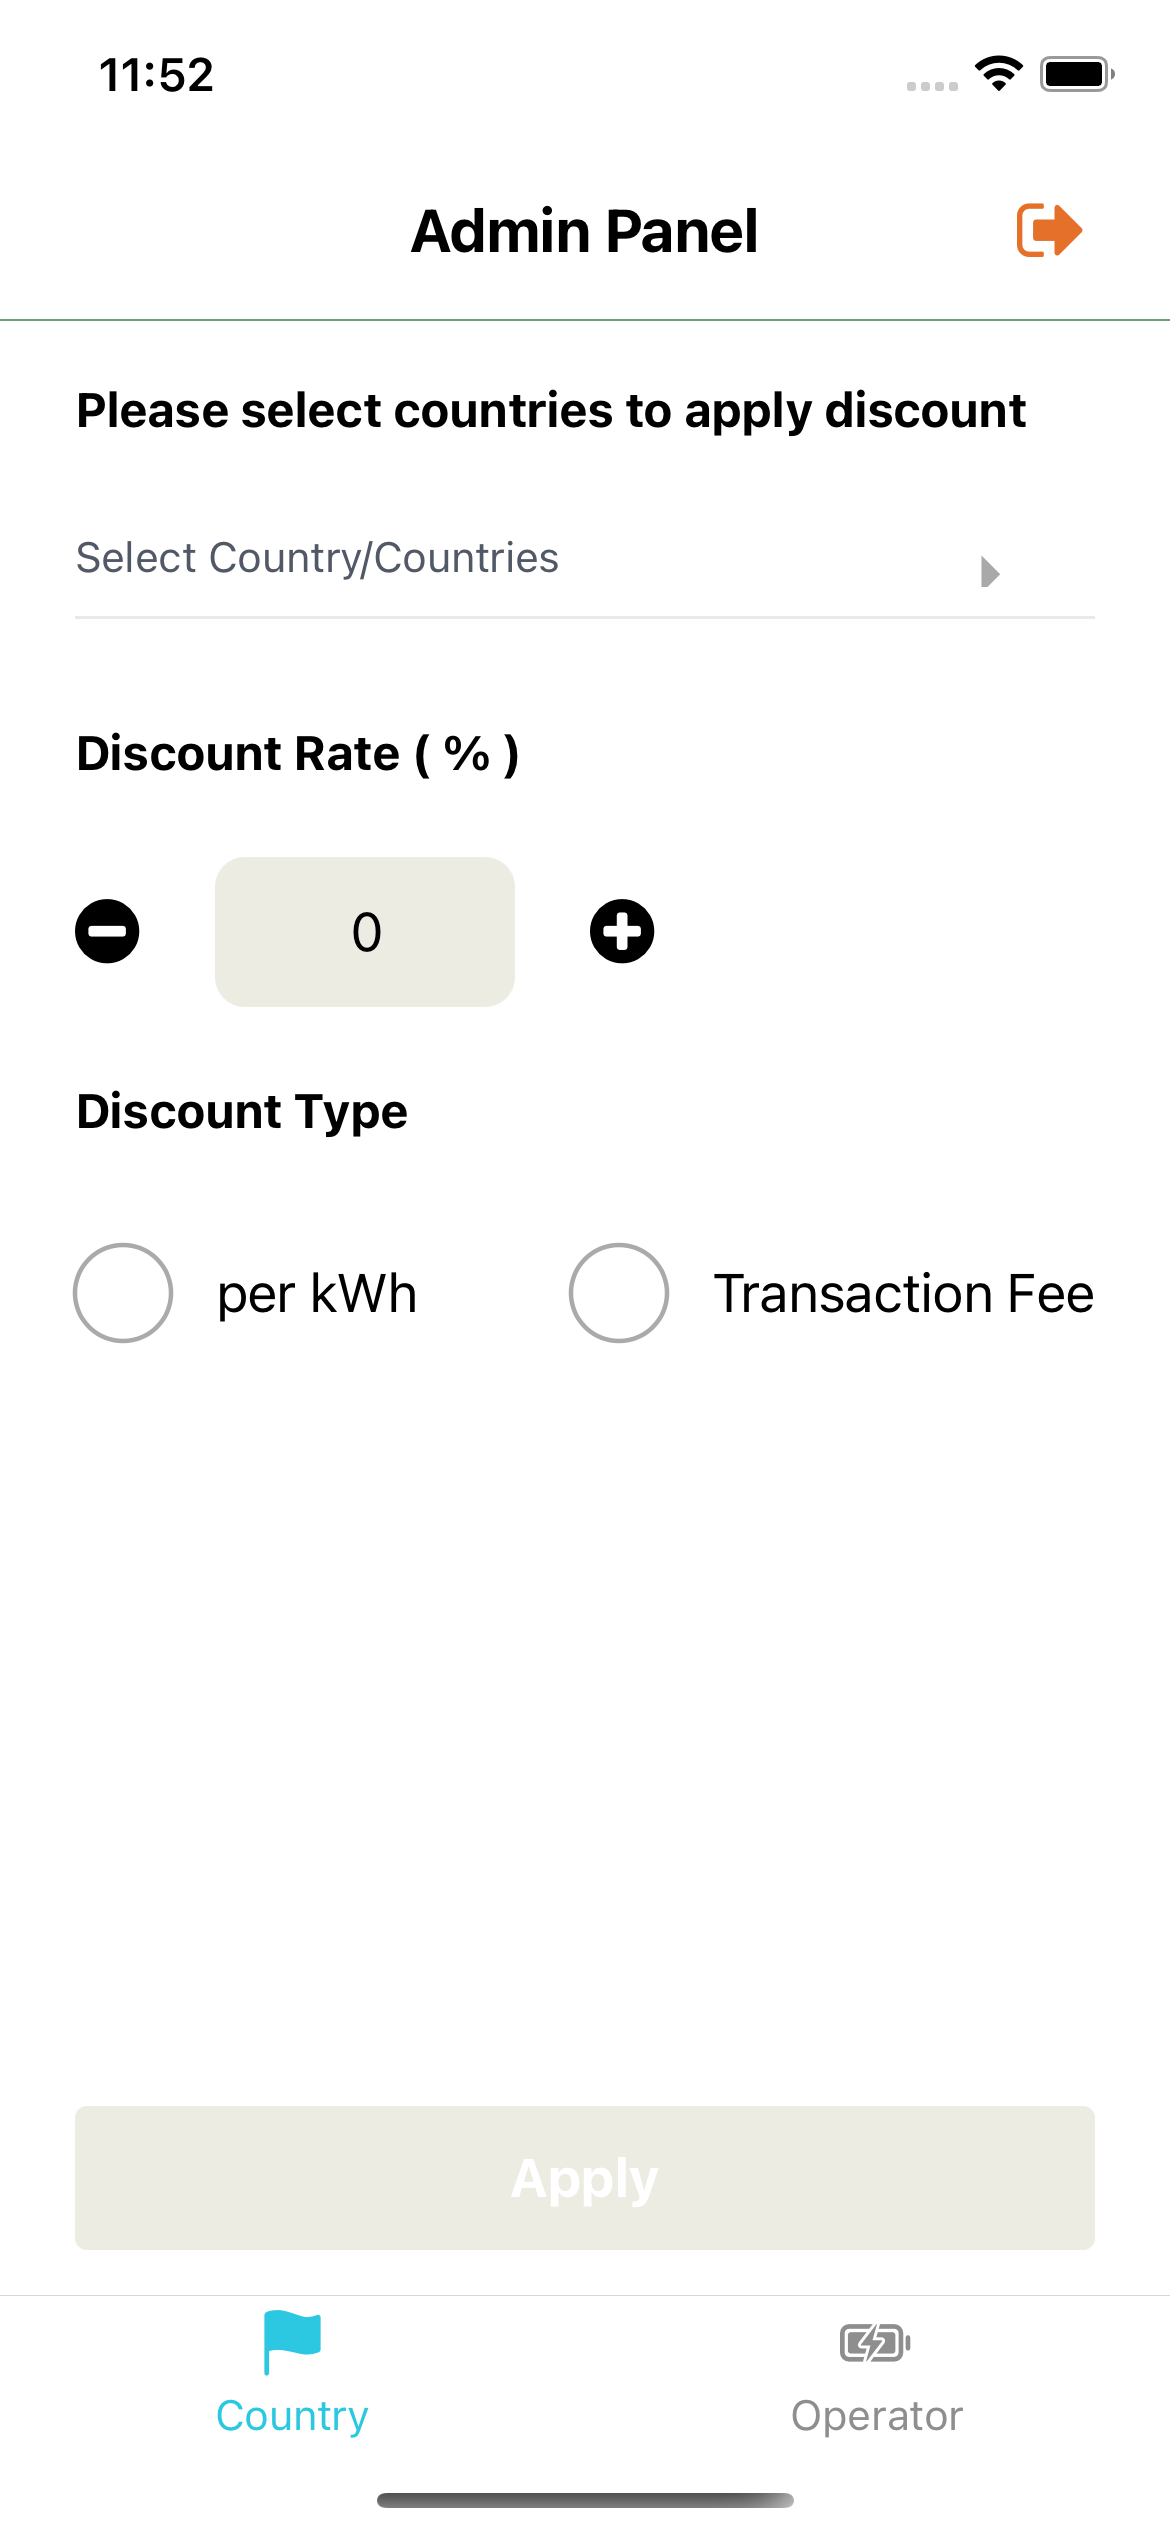 11:52
Admin Panel
Please select countries to apply discount
Select Country/Countries
Discount Rate ( % )
0
Discount Type
per kWh
Transaction Fee
Apply
Country
Operator